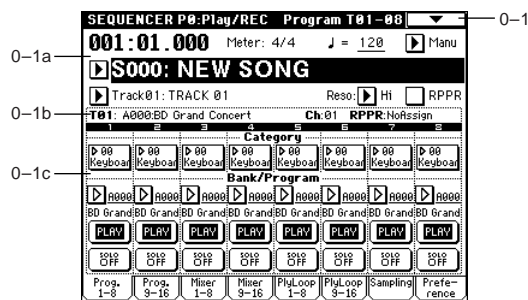 SEQUENCER P0:Play/REC Program T01-08
0-1
001:01.000 Meter: 4/4 ♩ = 120 Manu
0-1a
S000: NEW SONG
Track01: TRACK 01 Reso: Hi RPPR
0-1b
T01: A000:BD Grand Concert Ch:01 RPPR:NoAssign
1 2 3 4 5 6 7 8
Category
00 00 00 00 00 00 00 00
Keyboar Keyboar Keyboar Keyboar Keyboar Keyboar Keyboar Keyboar
0-1c
Bank/Program
A000 A000 A000 A000 A000 A000 A000 A000
BD Grand BD Grand BD Grand BD Grand BD Grand BD Grand BD Grand BD Grand
PLAY PLAY PLAY PLAY PLAY PLAY PLAY PLAY
SOLO SOLO SOLO SOLO SOLO SOLO SOLO SOLO
OFF OFF OFF OFF OFF OFF OFF OFF
Prog. Prog. Mixer Mixer PlyLoop PlyLoop Sampling Prefe-
1-8 9-16 1-8 9-16 1-8 9-16 rence